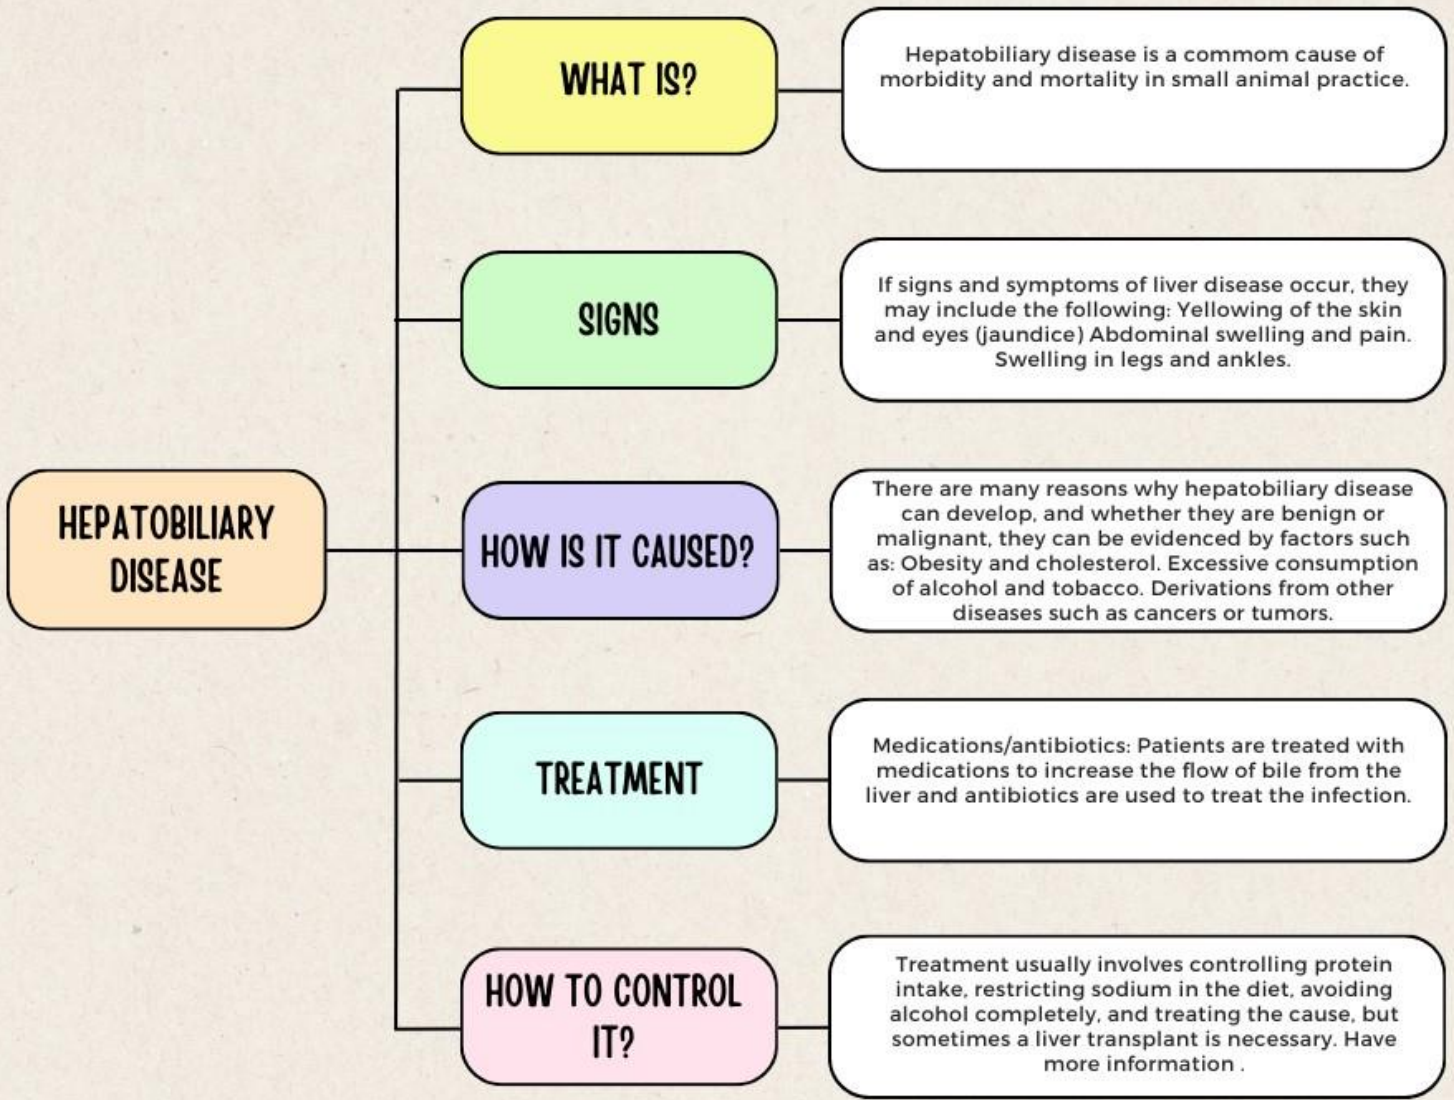 WHAT IS?
Hepatobiliary disease is a commom cause of
morbidity and mortality in small animal practice.
SIGNS
If signs and symptoms of liver disease occur, they
may include the following: Yellowing of the skin
and eyes (jaundice) Abdominal swelling and pain.
Swelling in legs and ankles.
HEPATOBILIARY
DISEASE
HOW IS IT CAUSED?
There are many reasons why hepatobiliary disease
can develop, and whether they are benign or
malignant, they can be evidenced by factors such
as: Obesity and cholesterol. Excessive consumption
of alcohol and tobacco. Derivations from other
diseases such as cancers or tumors.
TREATMENT
Medications/antibiotics: Patients are treated with
medications to increase the flow of bile from the
liver and antibiotics are used to treat the infection.
HOW TO CONTROL
IT?
Treatment usually involves controlling protein
intake, restricting sodium in the diet, avoiding
alcohol completely, and treating the cause, but
sometimes a liver transplant is necessary. Have
more information .